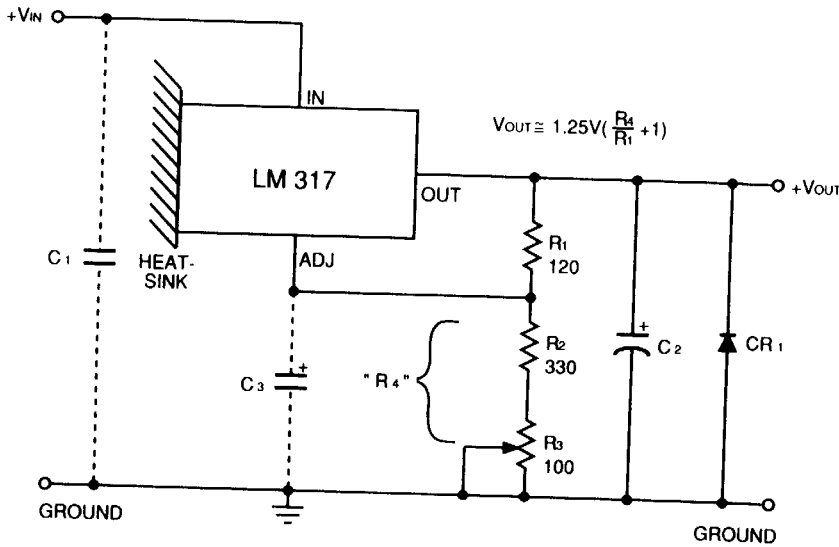 +VIN
IN
VOUT ≅ 1.25V(R4/R1 +1)
LM 317
OUT
+VOUT
R1
120
C1
HEAT-
SINK
ADJ
R2
330
C2
CR1
C3
+
+
"R4"
R3
100
GROUND
GROUND